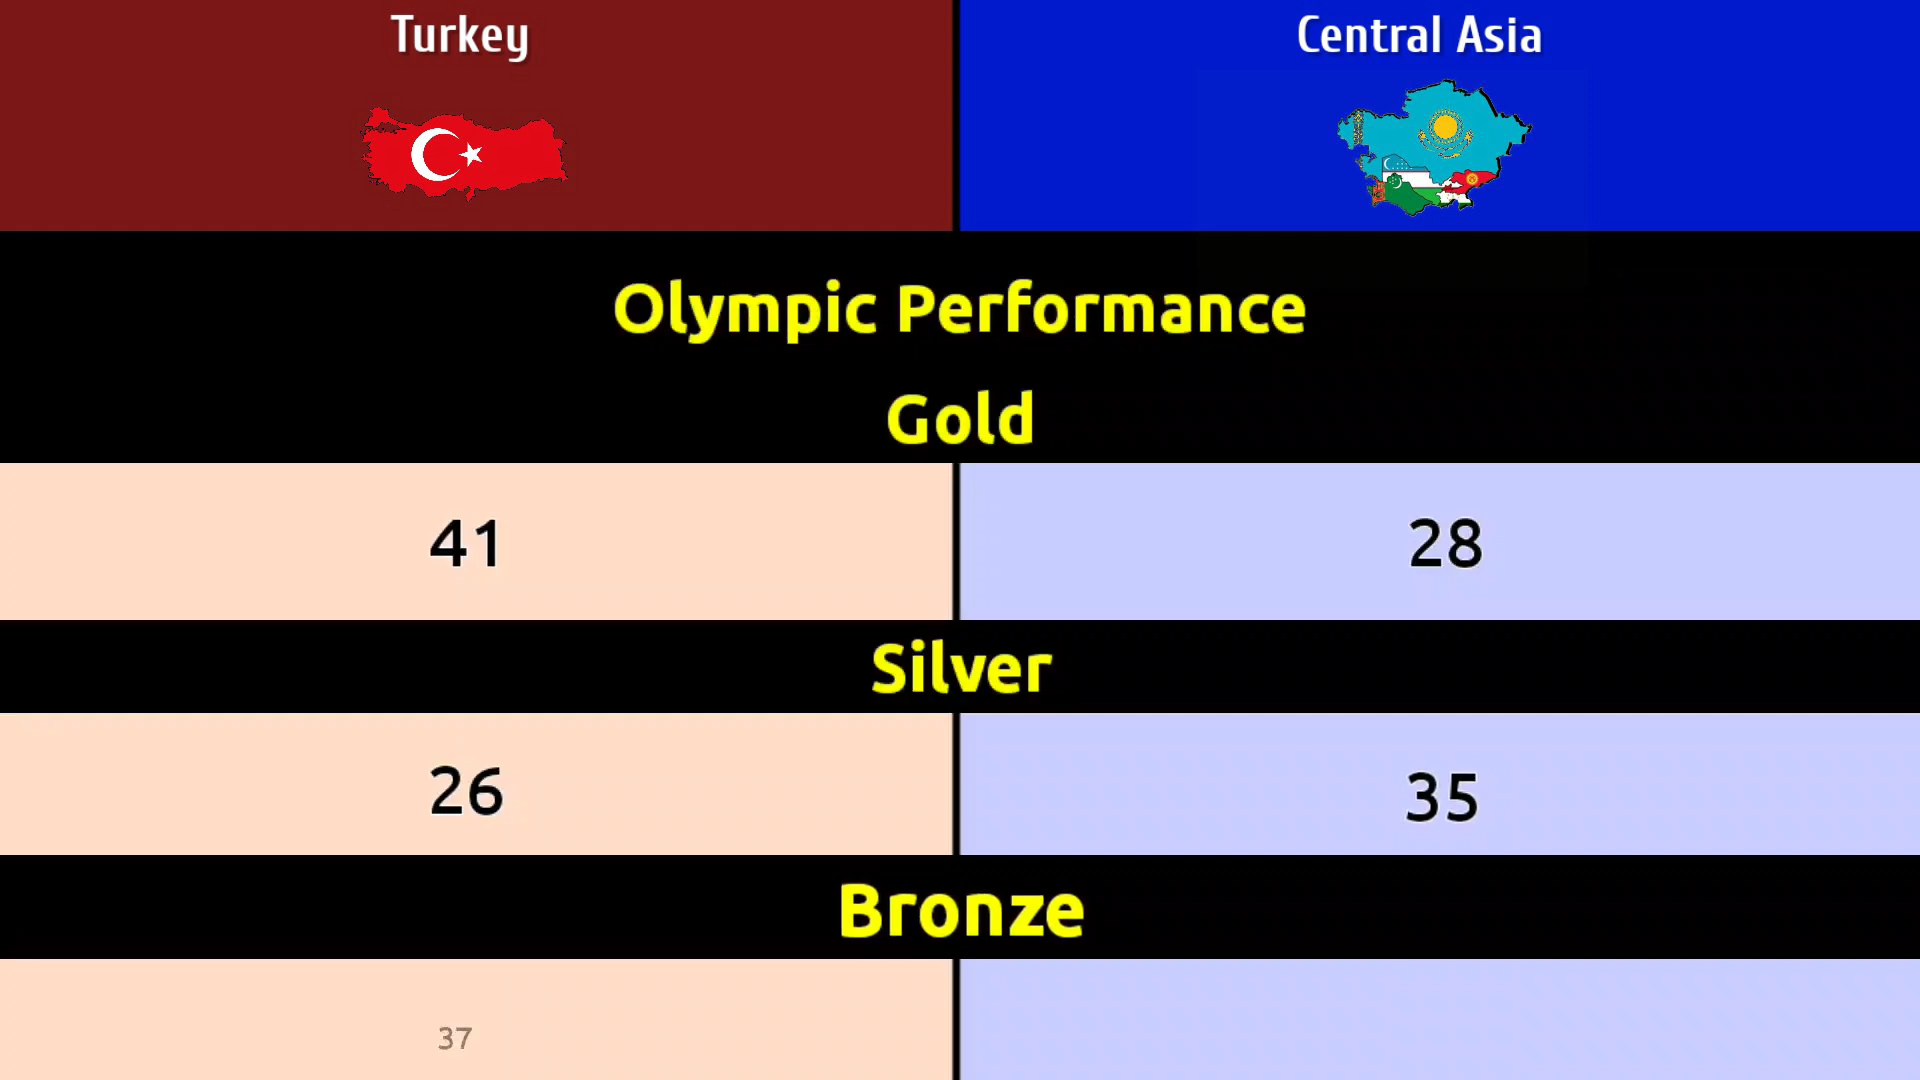 Turkey
Central Asia
Olympic Performance
Gold
41
28
Silver
26
35
Bronze
37